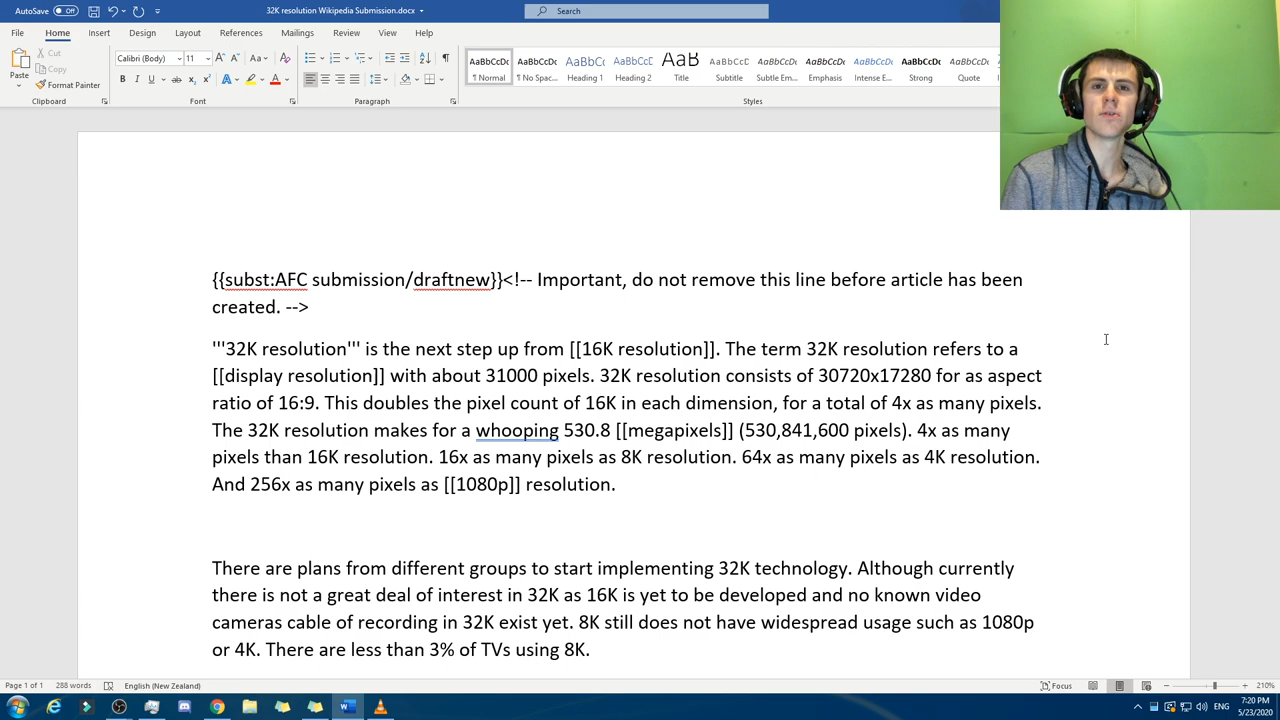 AutoSave Off 32K resolution Wikipedia Submission.docx Search
File Home Insert Design Layout References Mailings Review View Help
Paste
Cut
Copy
Format Painter
Calibri (Body) 11
AaBbCcDc AaBbCcDc AaBbCc AaBbCcD AaB AaBbCcD AaBbCcDc AaBbCcDc AaBbCcDc AaBbCcDc AaBbCcDc
¶ Normal ¶ No Spac... Heading 1 Heading 2 Title Subtitle Subtle Em... Emphasis Intense E... Strong Quote
Clipboard Font Paragraph Styles
{{subst:AFC submission/draftnew}}<!-- Important, do not remove this line before article has been
created. -->
'''32K resolution''' is the next step up from [[16K resolution]]. The term 32K resolution refers to a
[[display resolution]] with about 31000 pixels. 32K resolution consists of 30720x17280 for as aspect
ratio of 16:9. This doubles the pixel count of 16K in each dimension, for a total of 4x as many pixels.
The 32K resolution makes for a whooping 530.8 [[megapixels]] (530,841,600 pixels). 4x as many
pixels than 16K resolution. 16x as many pixels as 8K resolution. 64x as many pixels as 4K resolution.
And 256x as many pixels as [[1080p]] resolution.
There are plans from different groups to start implementing 32K technology. Although currently
there is not a great deal of interest in 32K as 16K is yet to be developed and no known video
cameras cable of recording in 32K exist yet. 8K still does not have widespread usage such as 1080p
or 4K. There are less than 3% of TVs using 8K.
Page 1 of 1 288 words English (New Zealand) Focus 210%
ENG 7:20 PM
5/23/2020